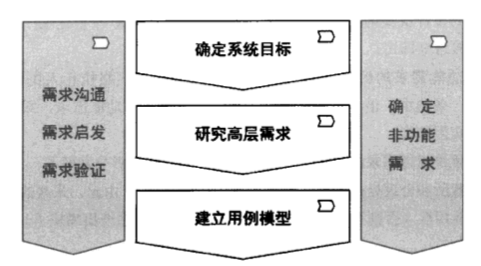 需求沟通
需求启发
需求验证
确定系统目标
研究高层需求
建立用例模型
确 定
非功能
需 求